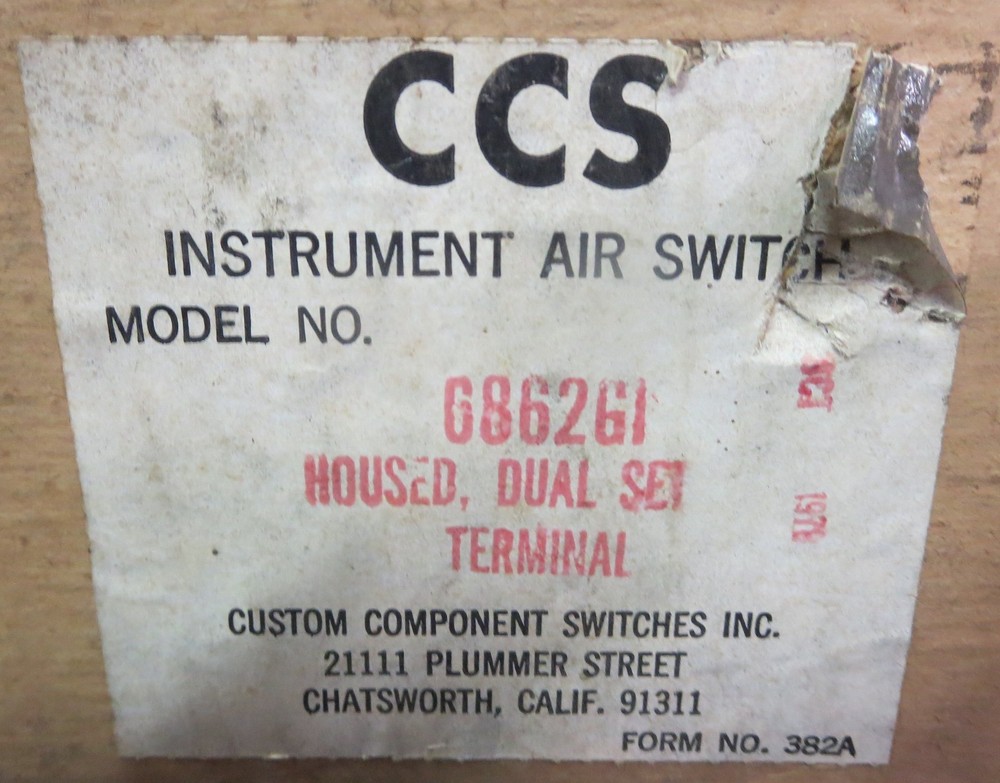 CCS
INSTRUMENT AIR SWITCH
MODEL NO.
686261
HOUSED, DUAL SET
TERMINAL
CUSTOM COMPONENT SWITCHES INC.
21111 PLUMMER STREET
CHATSWORTH, CALIF. 91311
FORM NO. 382A